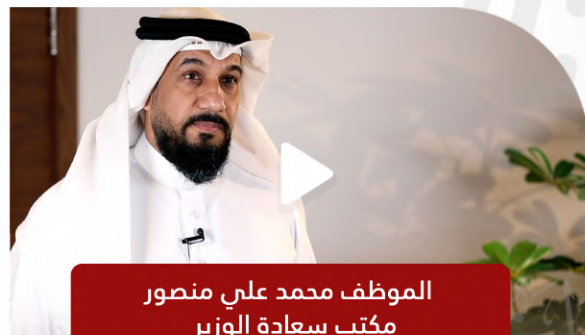 الموظف محمد علي منصور
مكتب سعادة الوزير